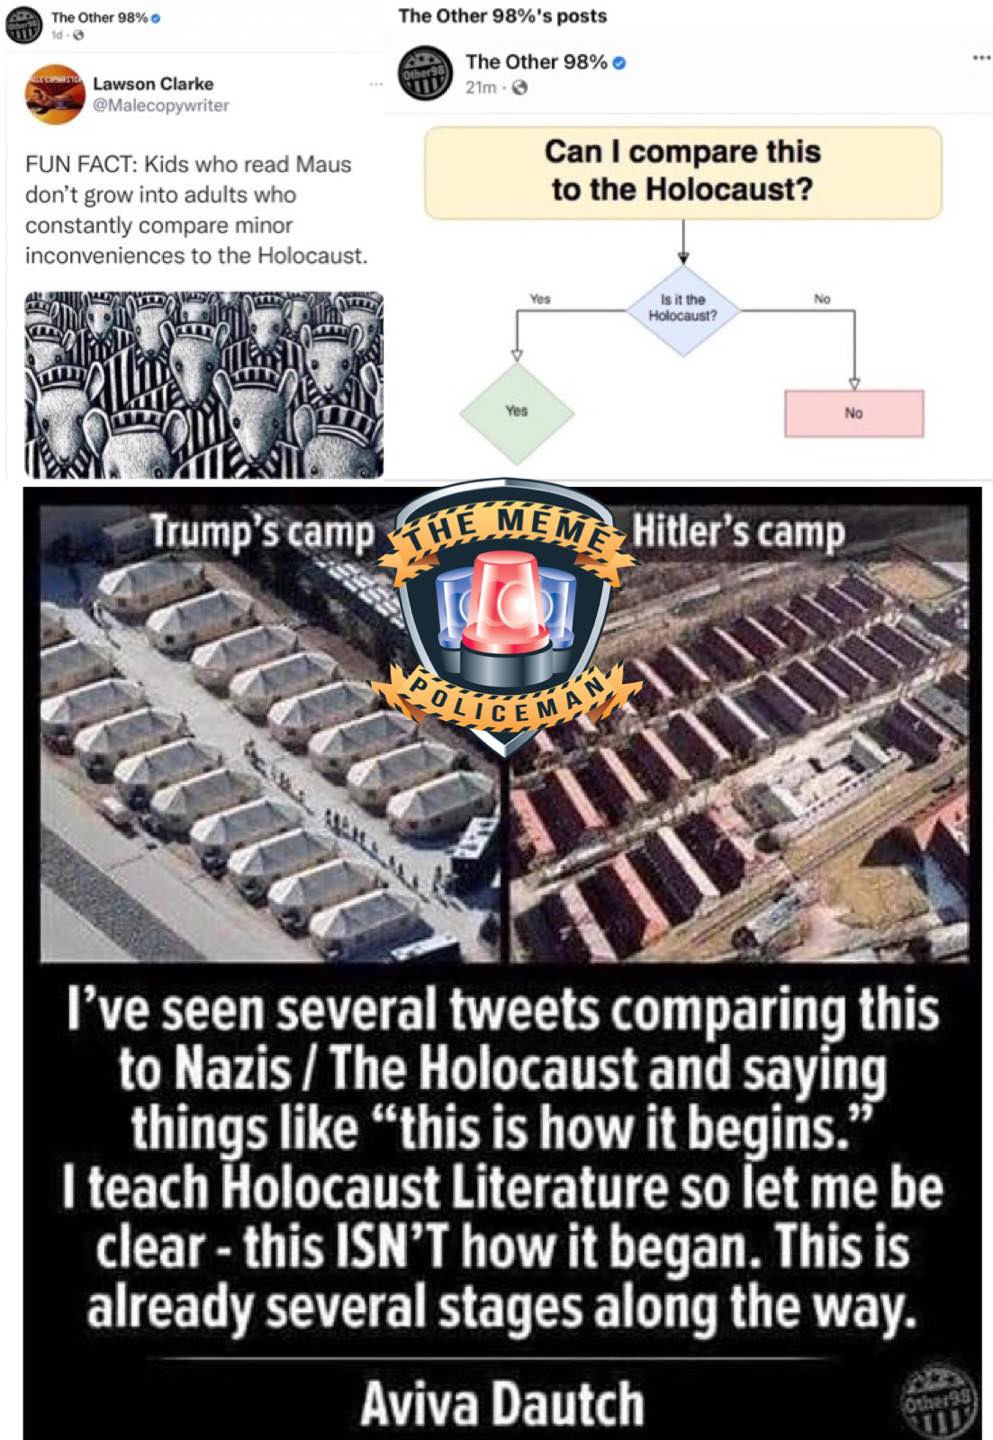 The Other 98%
1d
Lawson Clarke
@Malecopywriter
FUN FACT: Kids who read Maus
don't grow into adults who
constantly compare minor
inconveniences to the Holocaust.
The Other 98%'s posts
The Other 98%
Other98
21m
Can I compare this
to the Holocaust?
Is it the
Holocaust?
Yes
No
Yes
No
Trump's camp
THE MEME
POLICEMAN
Hitler's camp
I've seen several tweets comparing this
to Nazis / The Holocaust and saying
things like “this is how it begins.”
I teach Holocaust Literature so let me be
clear - this ISN'T how it began. This is
already several stages along the way.
Aviva Dautch
Other98